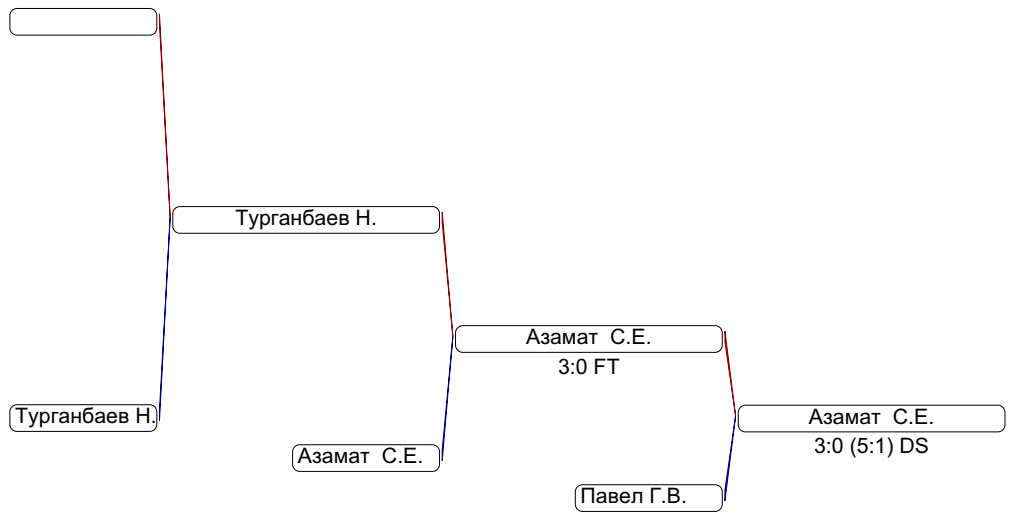 Турганбаев Н.
Азамат  С.Е.
3:0 FT
Турганбаев Н.
Азамат  С.Е.
3:0 (5:1) DS
Азамат  С.Е.
Павел Г.В.